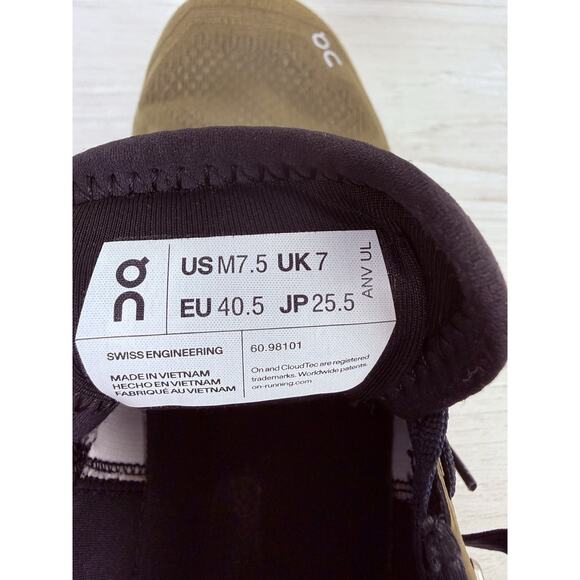 US M7.5 UK 7
EU 40.5 JP 25.5
ANV UL
SWISS ENGINEERING
60.98101
MADE IN VIETNAM
HECHO EN VIETNAM
FABRIQUÉ AU VIETNAM
On and CloudTec are registered
trademarks. Worldwide patents.
on-running.com